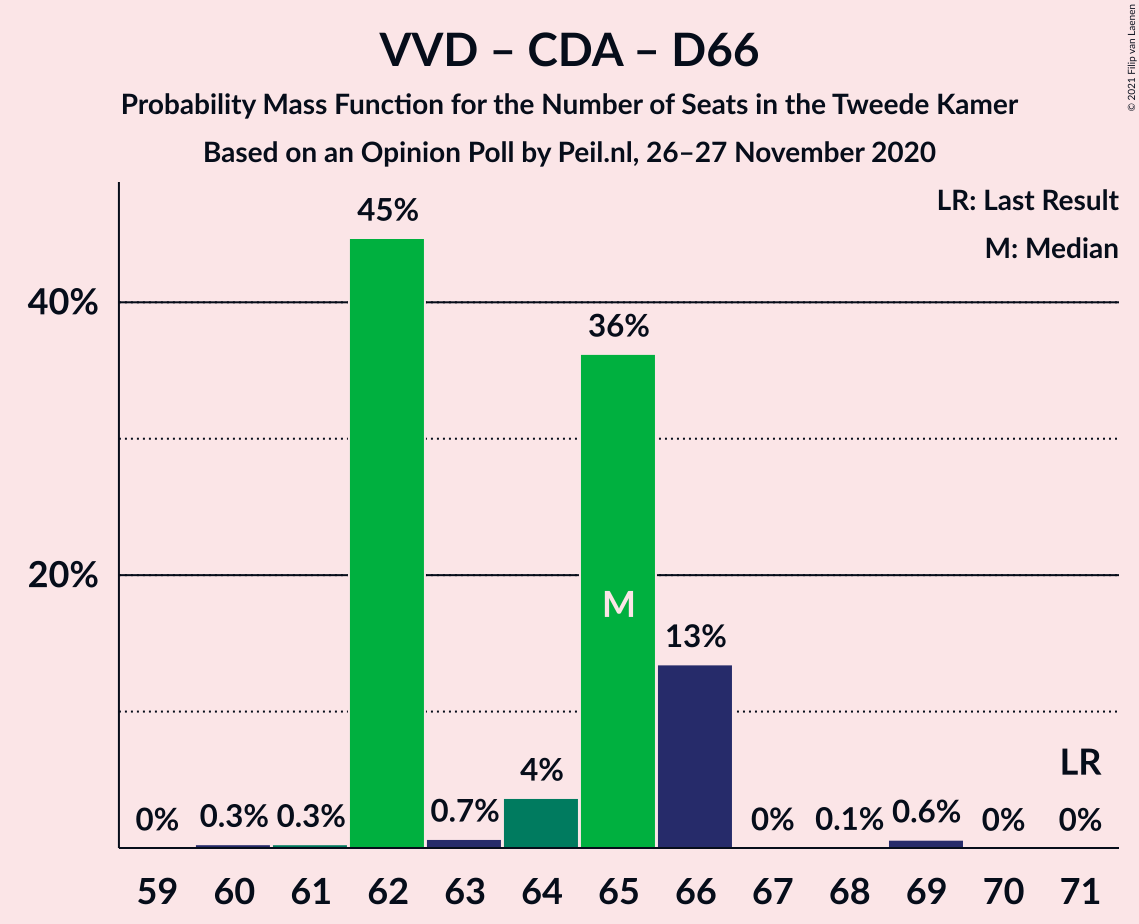 VVD – CDA – D66
Probability Mass Function for the Number of Seats in the Tweede Kamer
Based on an Opinion Poll by Peil.nl, 26–27 November 2020
© 2021 Filip van Laenen
LR: Last Result
M: Median
40%
20%
0%
0.3%
0.3%
45%
0.7%
4%
36%
M
13%
0%
0.1%
0.6%
0%
LR
0%
59 60 61 62 63 64 65 66 67 68 69 70 71